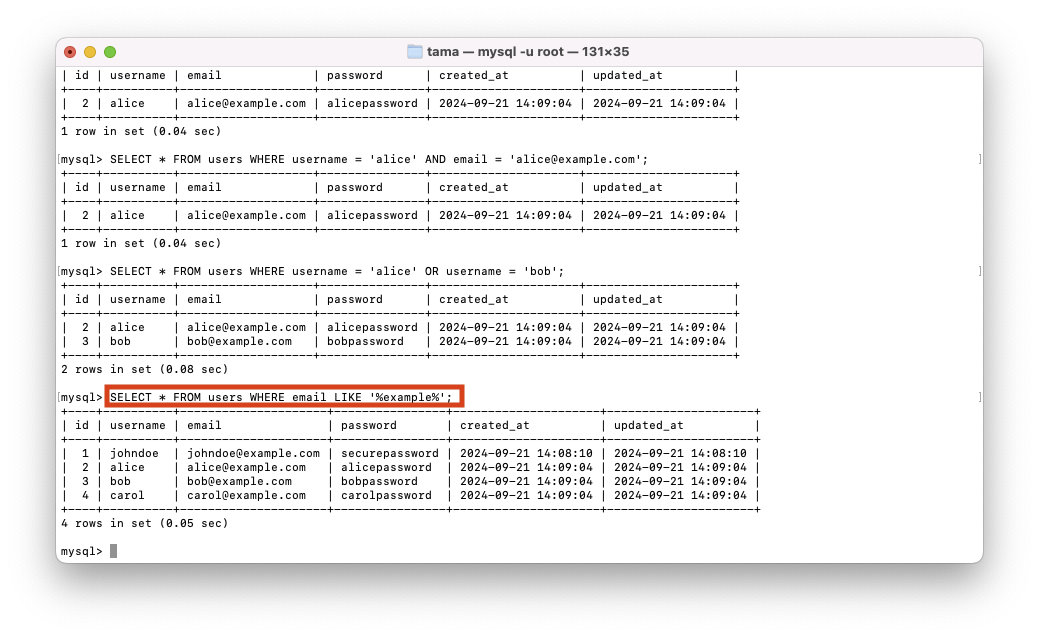 tama — mysql -u root — 131×35
| id | username | email             | password      | created_at          | updated_at          |
+----+----------+-------------------+---------------+---------------------+---------------------+
|  2 | alice    | alice@example.com | alicepassword | 2024-09-21 14:09:04 | 2024-09-21 14:09:04 |
+----+----------+-------------------+---------------+---------------------+---------------------+
1 row in set (0.04 sec)
[mysql> SELECT * FROM users WHERE username = 'alice' AND email = 'alice@example.com'; ]
+----+----------+-------------------+---------------+---------------------+---------------------+
| id | username | email             | password      | created_at          | updated_at          |
+----+----------+-------------------+---------------+---------------------+---------------------+
|  2 | alice    | alice@example.com | alicepassword | 2024-09-21 14:09:04 | 2024-09-21 14:09:04 |
+----+----------+-------------------+---------------+---------------------+---------------------+
1 row in set (0.04 sec)
[mysql> SELECT * FROM users WHERE username = 'alice' OR username = 'bob'; ]
+----+----------+-------------------+---------------+---------------------+---------------------+
| id | username | email             | password      | created_at          | updated_at          |
+----+----------+-------------------+---------------+---------------------+---------------------+
|  2 | alice    | alice@example.com | alicepassword | 2024-09-21 14:09:04 | 2024-09-21 14:09:04 |
|  3 | bob      | bob@example.com   | bobpassword   | 2024-09-21 14:09:04 | 2024-09-21 14:09:04 |
+----+----------+-------------------+---------------+---------------------+---------------------+
2 rows in set (0.08 sec)
[mysql> SELECT * FROM users WHERE email LIKE '%example%'; ]
+----+----------+---------------------+----------------+---------------------+---------------------+
| id | username | email               | password       | created_at          | updated_at          |
+----+----------+---------------------+----------------+---------------------+---------------------+
|  1 | johndoe  | johndoe@example.com | securepassword | 2024-09-21 14:08:10 | 2024-09-21 14:08:10 |
|  2 | alice    | alice@example.com   | alicepassword  | 2024-09-21 14:09:04 | 2024-09-21 14:09:04 |
|  3 | bob      | bob@example.com     | bobpassword    | 2024-09-21 14:09:04 | 2024-09-21 14:09:04 |
|  4 | carol    | carol@example.com   | carolpassword  | 2024-09-21 14:09:04 | 2024-09-21 14:09:04 |
+----+----------+---------------------+----------------+---------------------+---------------------+
4 rows in set (0.05 sec)
mysql>